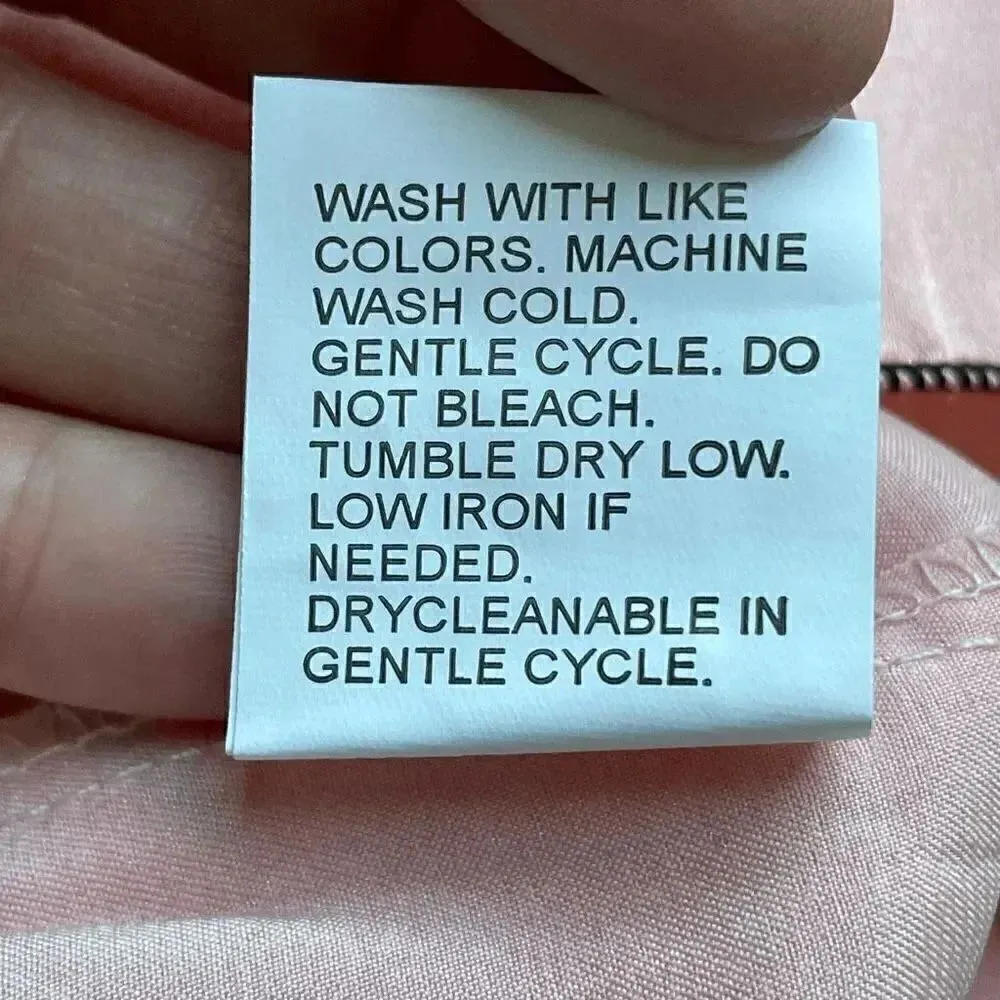 WASH WITH LIKE
COLORS. MACHINE
WASH COLD.
GENTLE CYCLE. DO
NOT BLEACH.
TUMBLE DRY LOW.
LOW IRON IF
NEEDED.
DRYCLEANABLE IN
GENTLE CYCLE.